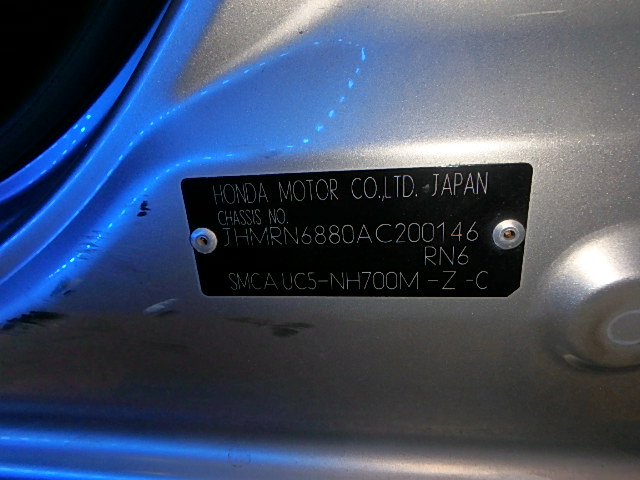 HONDA MOTOR CO.,LTD. JAPAN
CHASSIS NO.
JHMRN6880AC200146
RN6
SMCA UC5-NH700M -Z -C